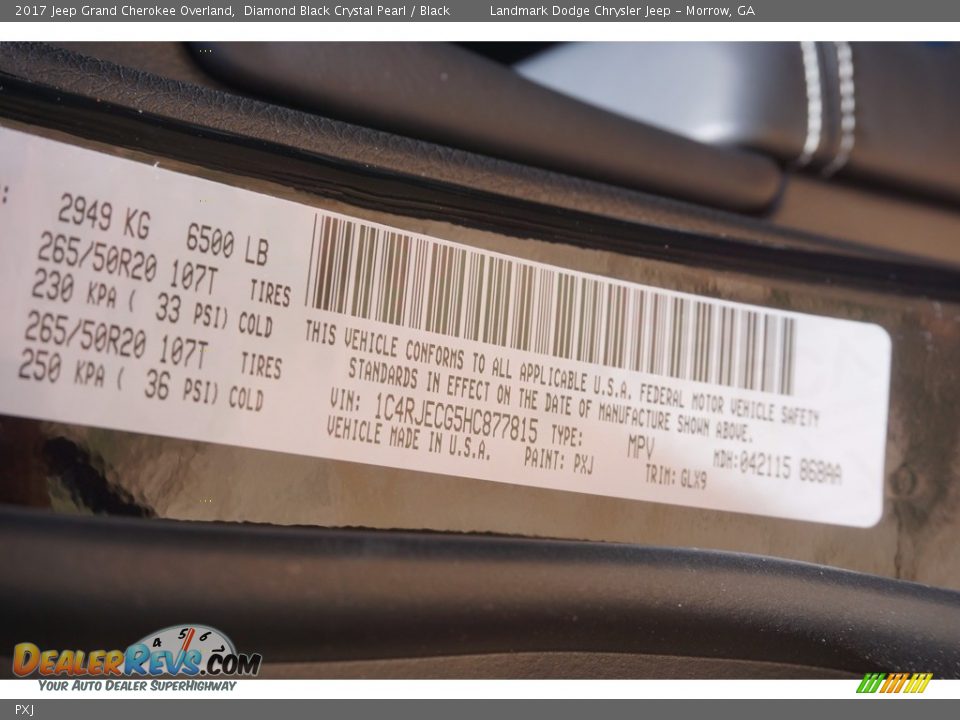 2017 Jeep Grand Cherokee Overland, Diamond Black Crystal Pearl / Black Landmark Dodge Chrysler Jeep - Morrow, GA
2949 KG 6500 LB
265/50R20 107T TIRES
230 KPA ( 33 PSI) COLD
265/50R20 107T TIRES
250 KPA ( 36 PSI) COLD
THIS VEHICLE CONFORMS TO ALL APPLICABLE U.S.A. FEDERAL MOTOR VEHICLE SAFETY
STANDARDS IN EFFECT ON THE DATE OF MANUFACTURE SHOWN ABOVE.
VIN: 1C4RJECG5HC877815 TYPE: MPV MDH:042115 868AA
VEHICLE MADE IN U.S.A. PAINT: PXJ TRIM: GLX9
4 5 6
DEALERREVS.COM
YOUR AUTO DEALER SUPERHIGHWAY
PXJ